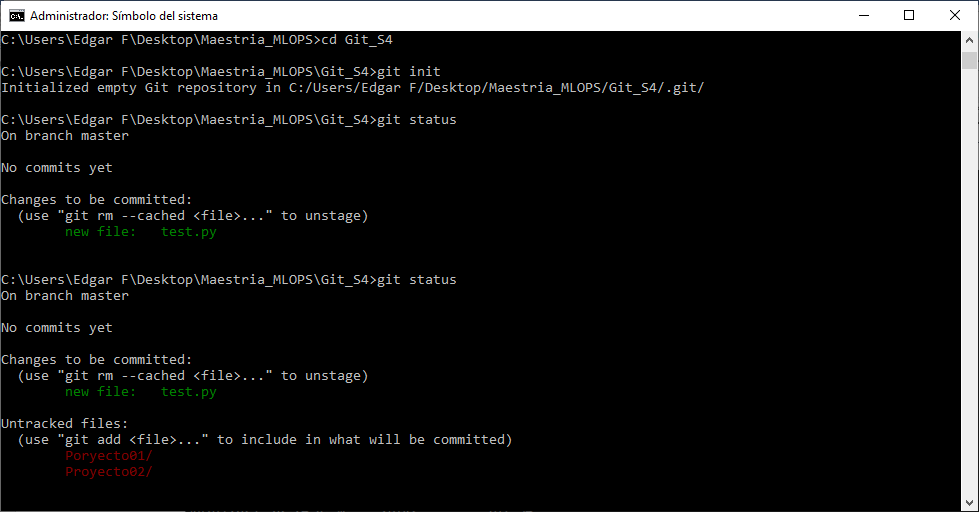 Administrador: Símbolo del sistema
C:\Users\Edgar F\Desktop\Maestria_MLOPS>cd Git_S4
C:\Users\Edgar F\Desktop\Maestria_MLOPS\Git_S4>git init
Initialized empty Git repository in C:/Users/Edgar F/Desktop/Maestria_MLOPS/Git_S4/.git/
C:\Users\Edgar F\Desktop\Maestria_MLOPS\Git_S4>git status
On branch master
No commits yet
Changes to be committed:
  (use "git rm --cached <file>..." to unstage)
        new file:   test.py
C:\Users\Edgar F\Desktop\Maestria_MLOPS\Git_S4>git status
On branch master
No commits yet
Changes to be committed:
  (use "git rm --cached <file>..." to unstage)
        new file:   test.py
Untracked files:
  (use "git add <file>..." to include in what will be committed)
        Poryecto01/
        Proyecto02/